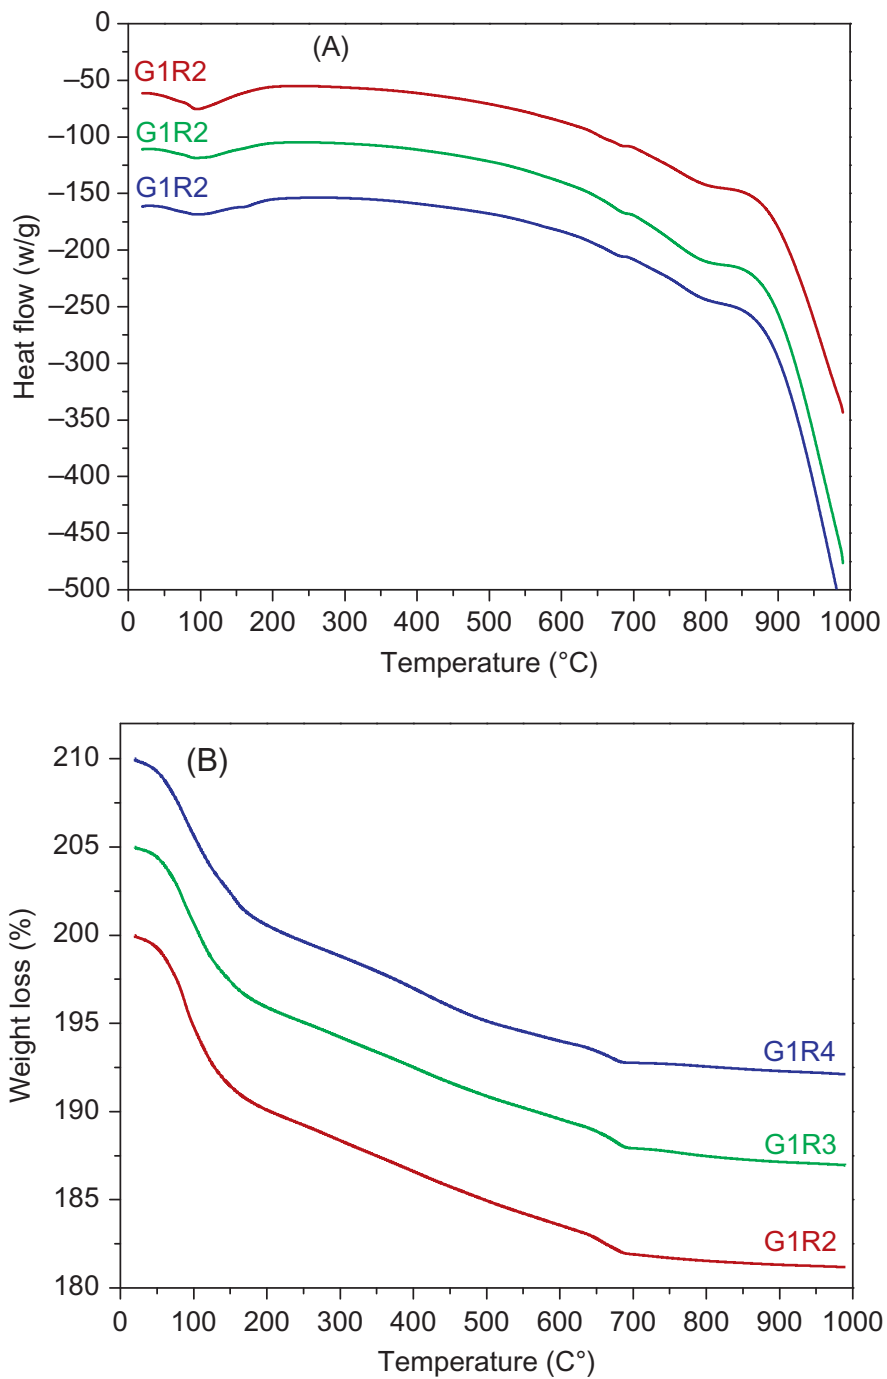 (A)
0
–50
–100
–150
–200
–250
–300
–350
–400
–450
–500
Heat flow (w/g)
G1R2
G1R2
G1R2
0 100 200 300 400 500 600 700 800 900 1000
Temperature (°C)
(B)
210
205
200
195
190
185
180
Weight loss (%)
G1R4
G1R3
G1R2
0 100 200 300 400 500 600 700 800 900 1000
Temperature (C°)